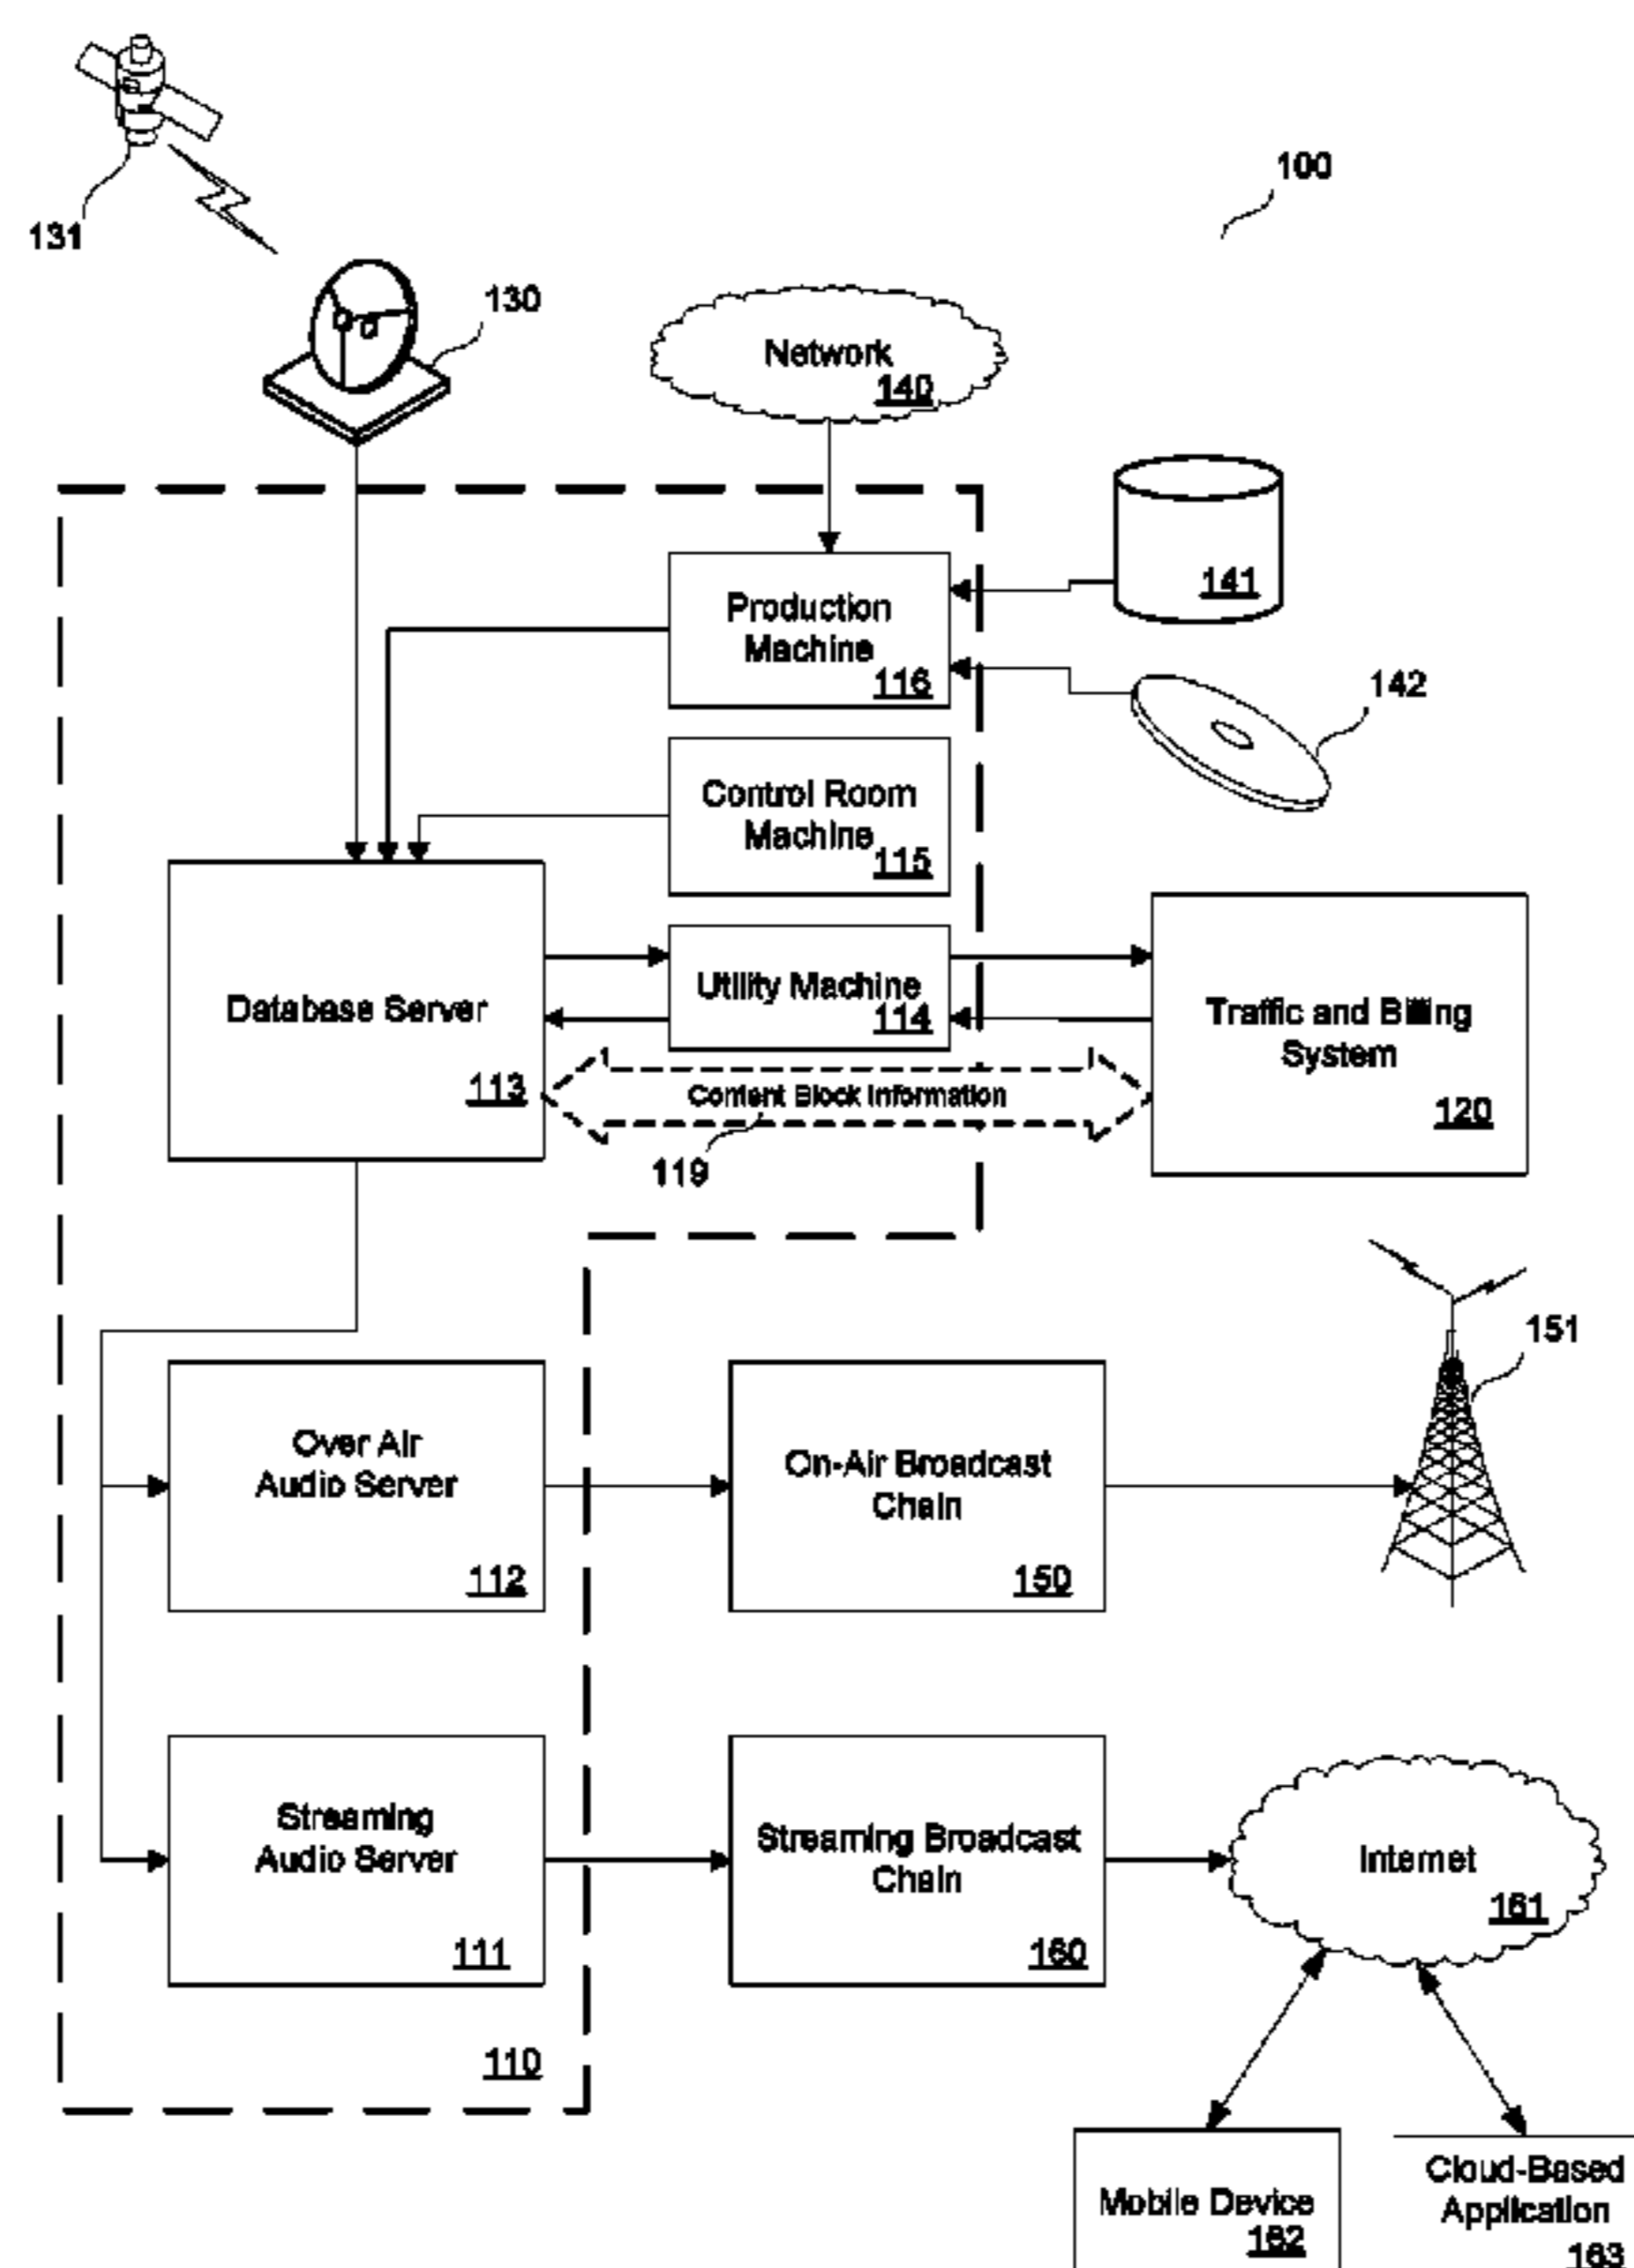 100
131
130
Network
140
141
Production
Machine
116
142
Control Room
Machine
115
Utility Machine
114
Database Server
113
Traffic and Billing
System
120
Content Block Information
119
151
Over Air
Audio Server
112
On-Air Broadcast
Chain
150
Streaming
Audio Server
111
Streaming Broadcast
Chain
160
Internet
161
110
Mobile Device
162
Cloud-Based
Application
163